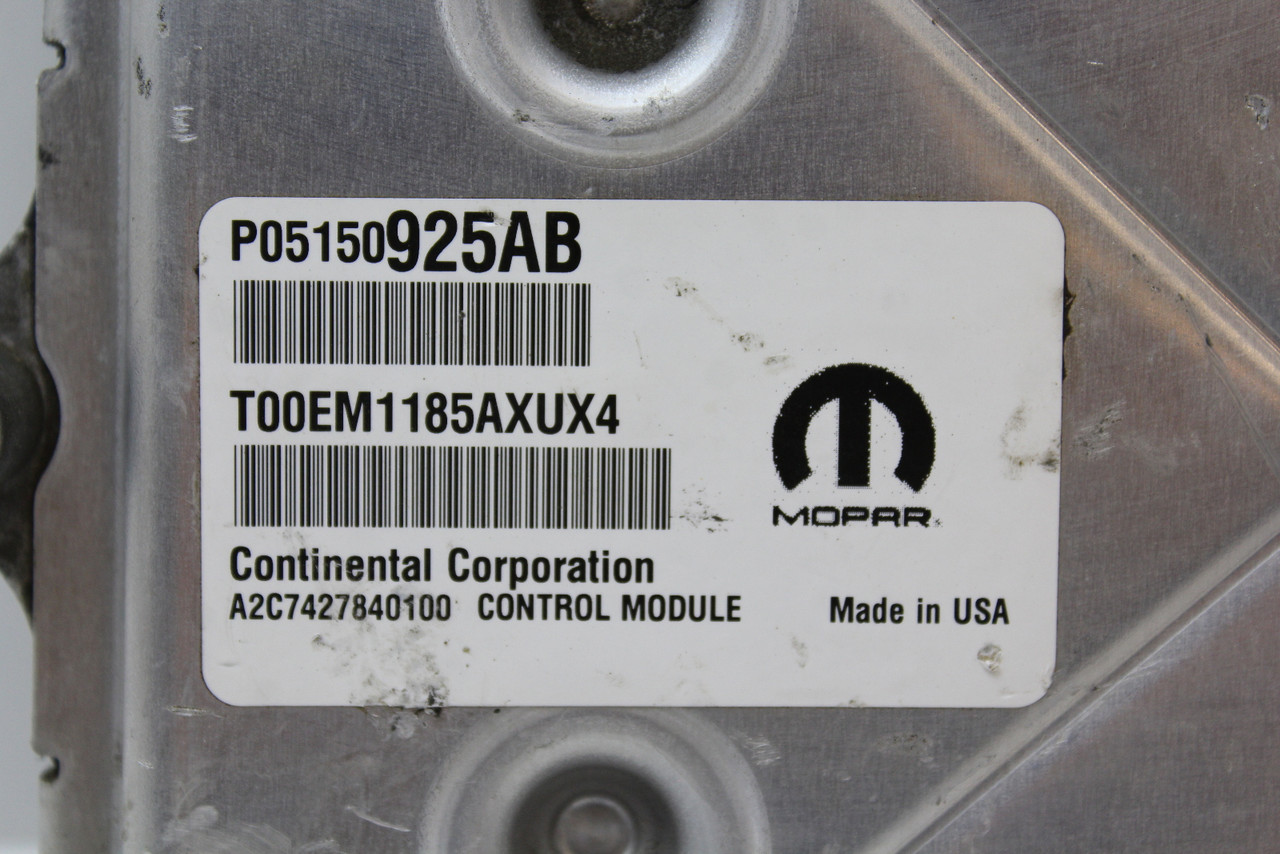 P05150925AB
T00EM1185AXUX4
MOPAR
Continental Corporation
A2C7427840100 CONTROL MODULE Made in USA